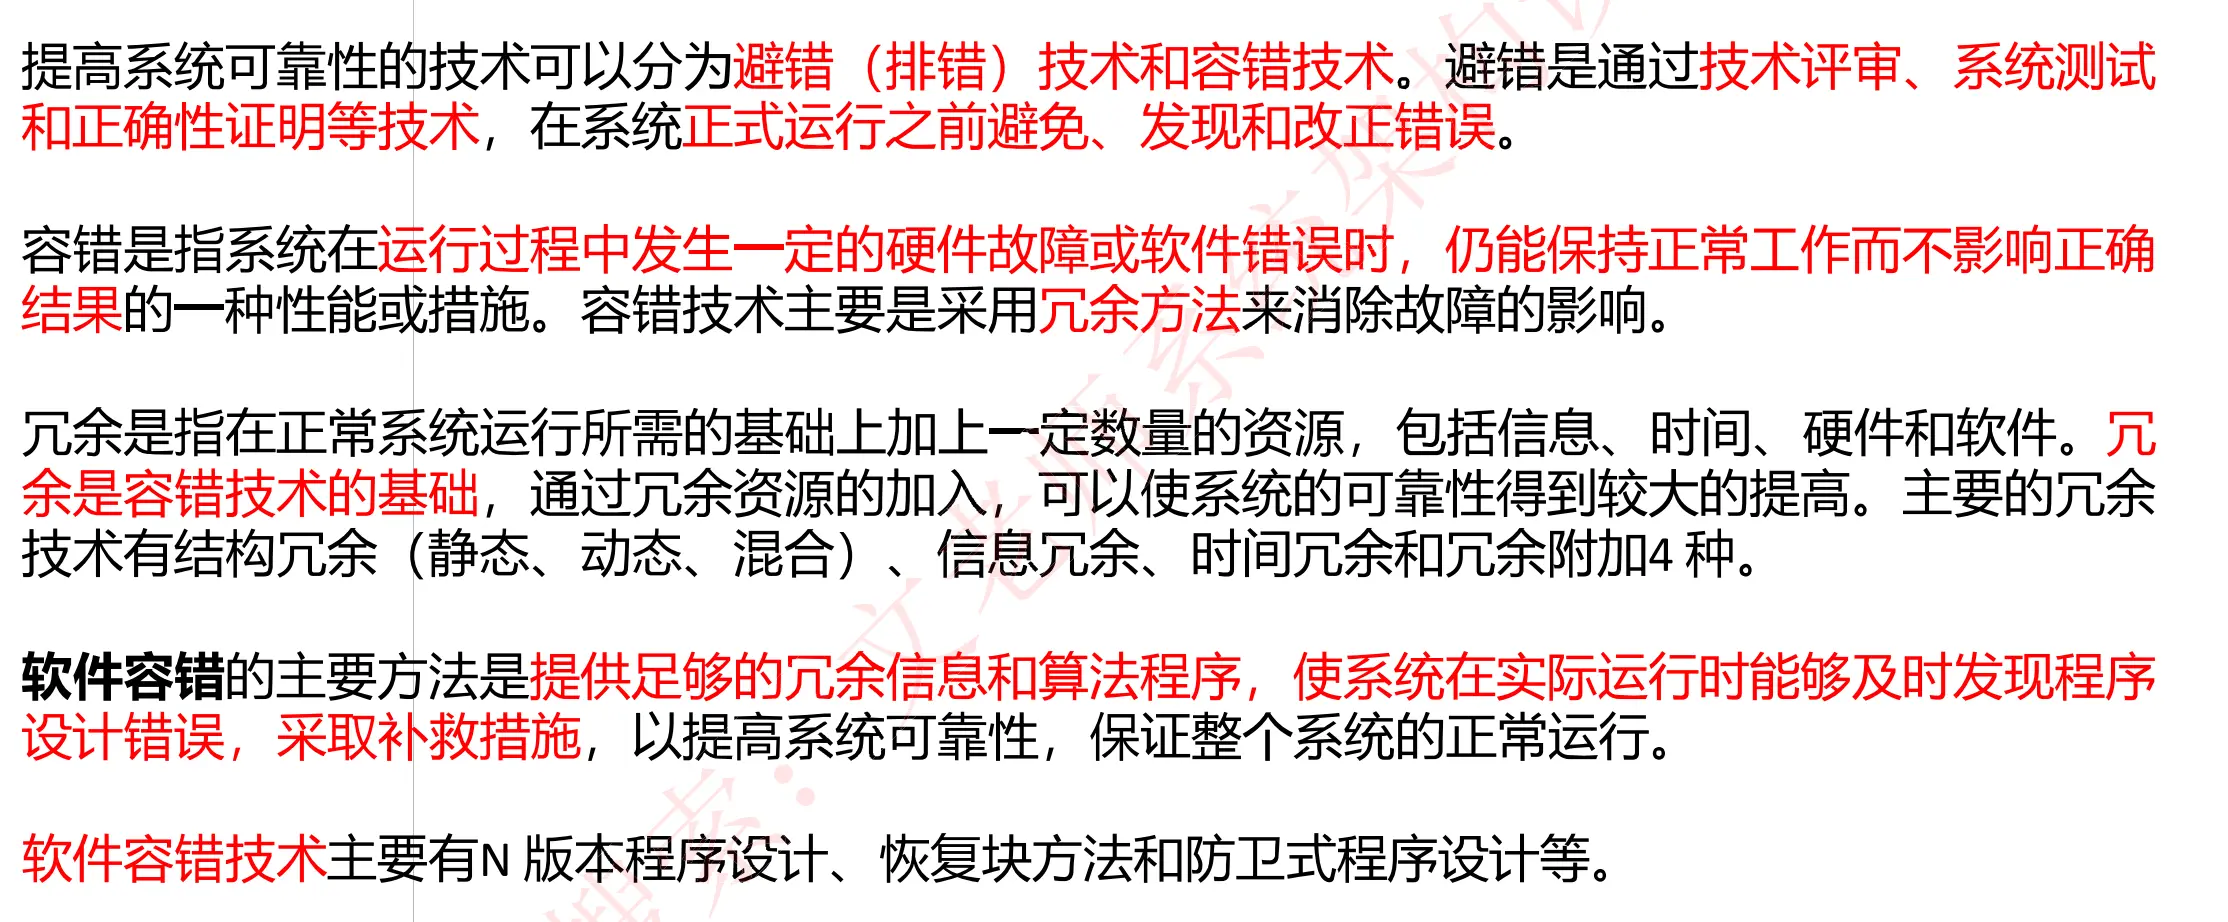 提高系统可靠性的技术可以分为避错（排错）技术和容错技术。避错是通过技术评审、系统测试
和正确性证明等技术，在系统正式运行之前避免、发现和改正错误。
容错是指系统在运行过程中发生一定的硬件故障或软件错误时，仍能保持正常工作而不影响正确
结果的一种性能或措施。容错技术主要是采用冗余方法来消除故障的影响。
冗余是指在正常系统运行所需的基础上加上一定数量的资源，包括信息、时间、硬件和软件。冗
余是容错技术的基础，通过冗余资源的加入，可以使系统的可靠性得到较大的提高。主要的冗余
技术有结构冗余（静态、动态、混合）、信息冗余、时间冗余和冗余附加4 种。
软件容错的主要方法是提供足够的冗余信息和算法程序，使系统在实际运行时能够及时发现程序
设计错误，采取补救措施，以提高系统可靠性，保证整个系统的正常运行。
软件容错技术主要有N 版本程序设计、恢复块方法和防卫式程序设计等。
搜索：文老师系统架构